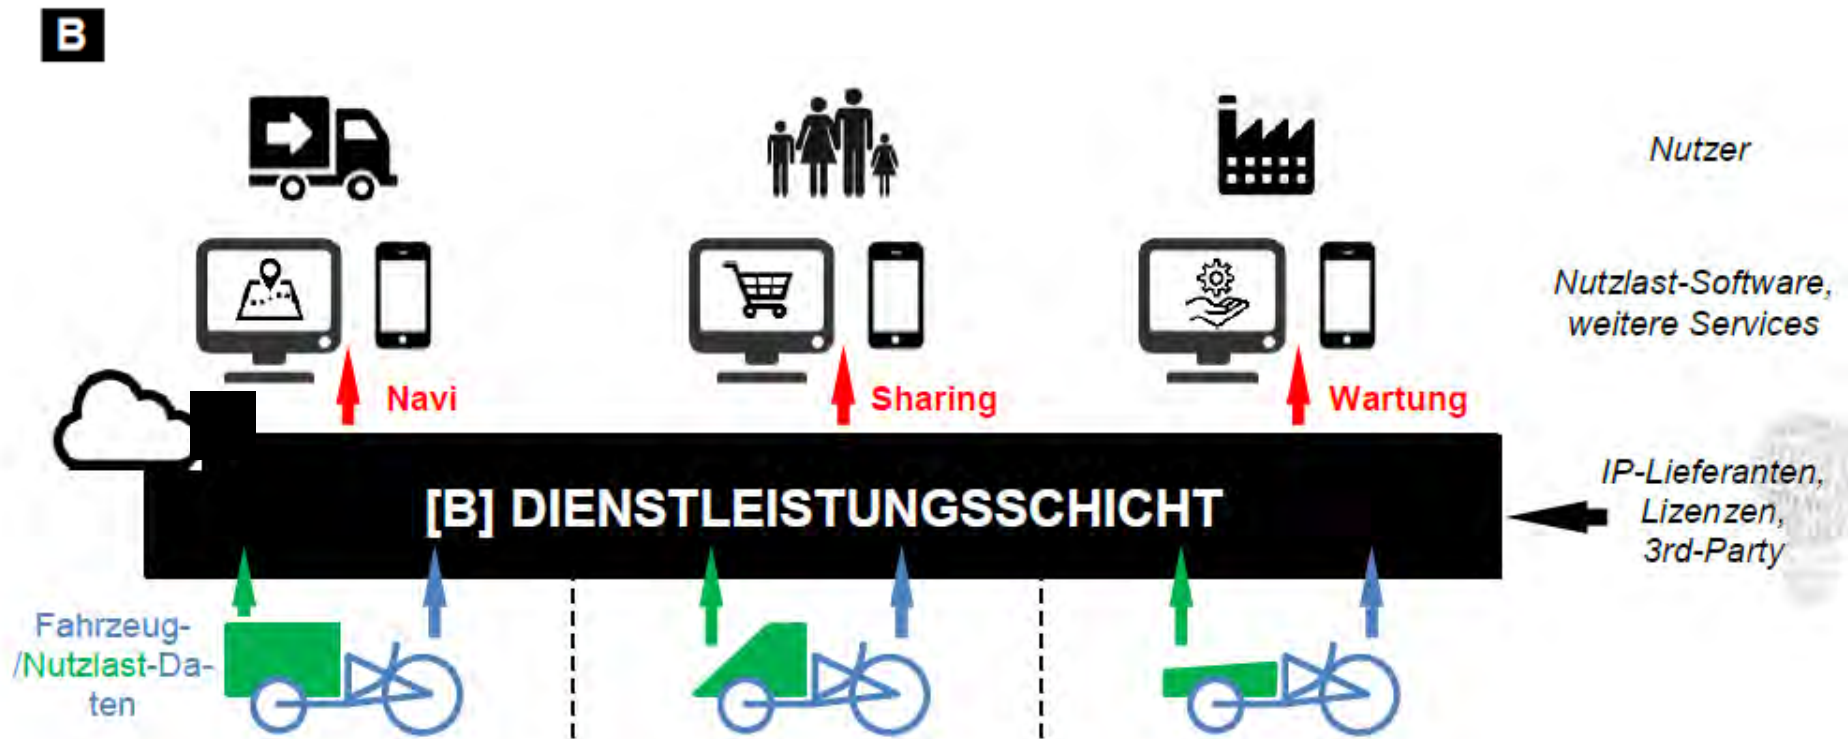 B
Nutzer
Nutzlast-Software,
weitere Services
Navi
Sharing
Wartung
[B] DIENSTLEISTUNGSSCHICHT
IP-Lieferanten,
Lizenzen,
3rd-Party
Fahrzeug-
/Nutzlast-Da-
ten